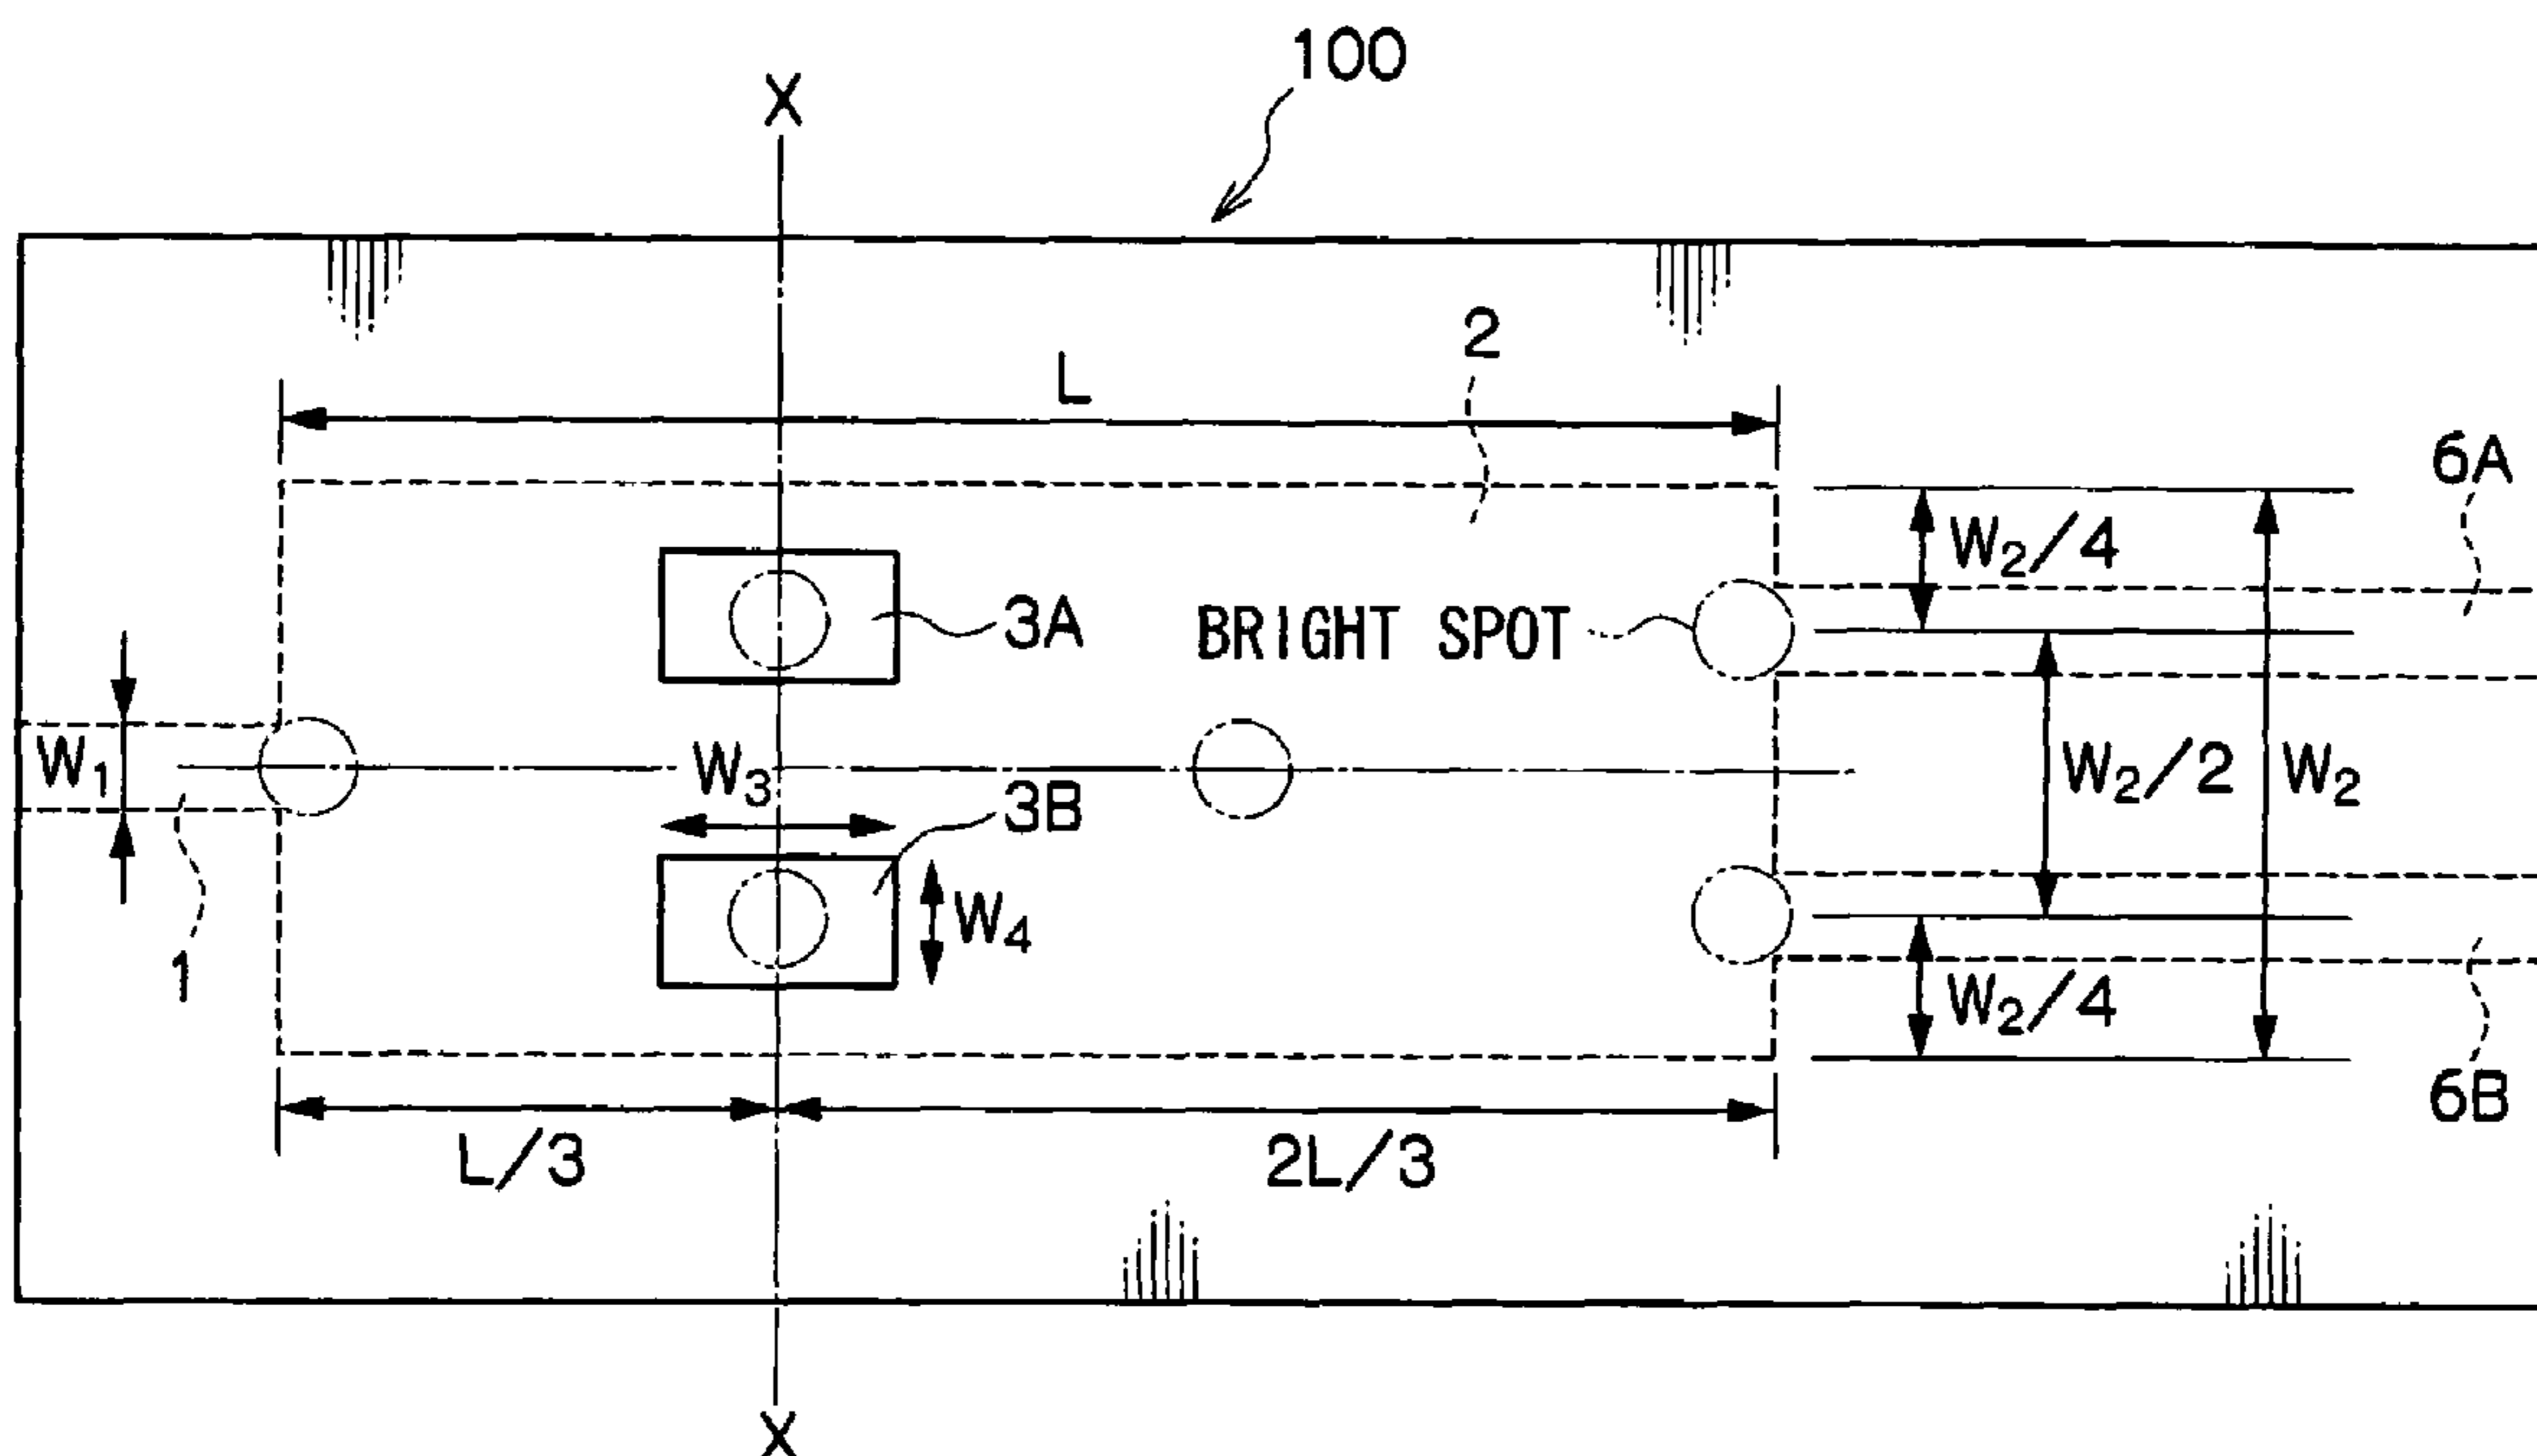 100
X
2
L
6A
W₂/4
3A
BRIGHT SPOT
W₁
W₃
W₂/2
W₂
3B
W₄
1
W₂/4
6B
L/3
2L/3
X